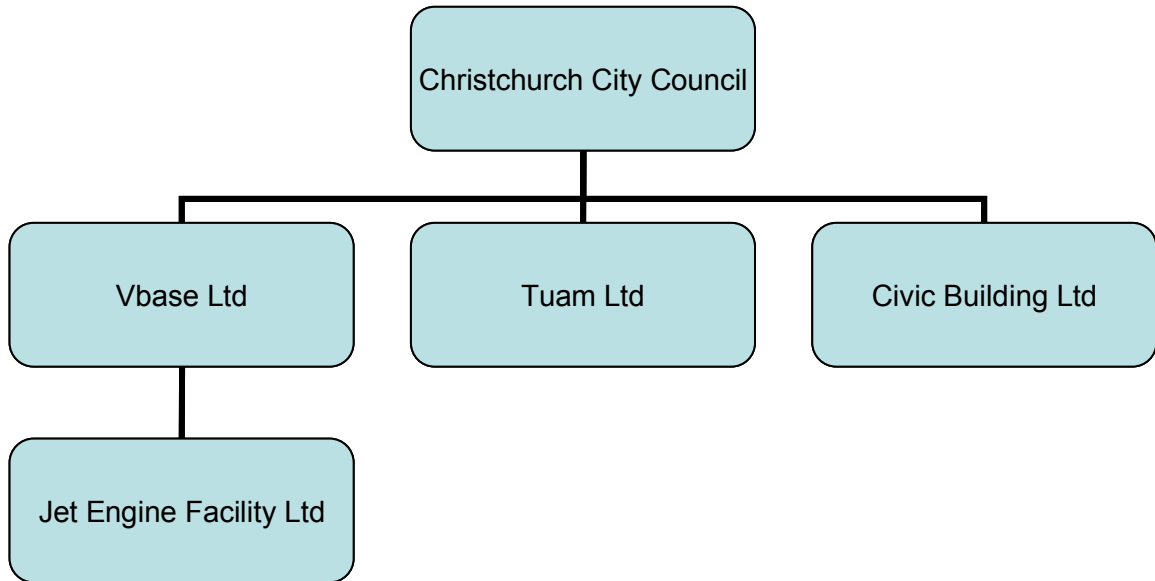 Christchurch City Council
Vbase Ltd
Tuam Ltd
Civic Building Ltd
Jet Engine Facility Ltd